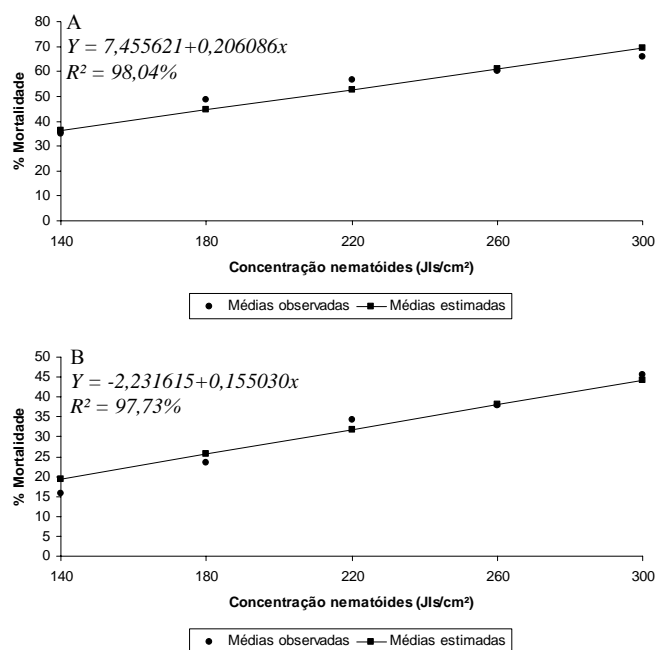 A
Y = 7,455621+0,206086x
R² = 98,04%
% Mortalidade
80
70
60
50
40
30
20
10
0
140 180 220 260 300
Concentração nematóides (JIs/cm²)
Médias observadas Médias estimadas
B
Y = -2,231615+0,155030x
R² = 97,73%
% Mortalidade
50
45
40
35
30
25
20
15
10
5
0
140 180 220 260 300
Concentração nematóides (JIs/cm²)
Médias observadas Médias estimadas